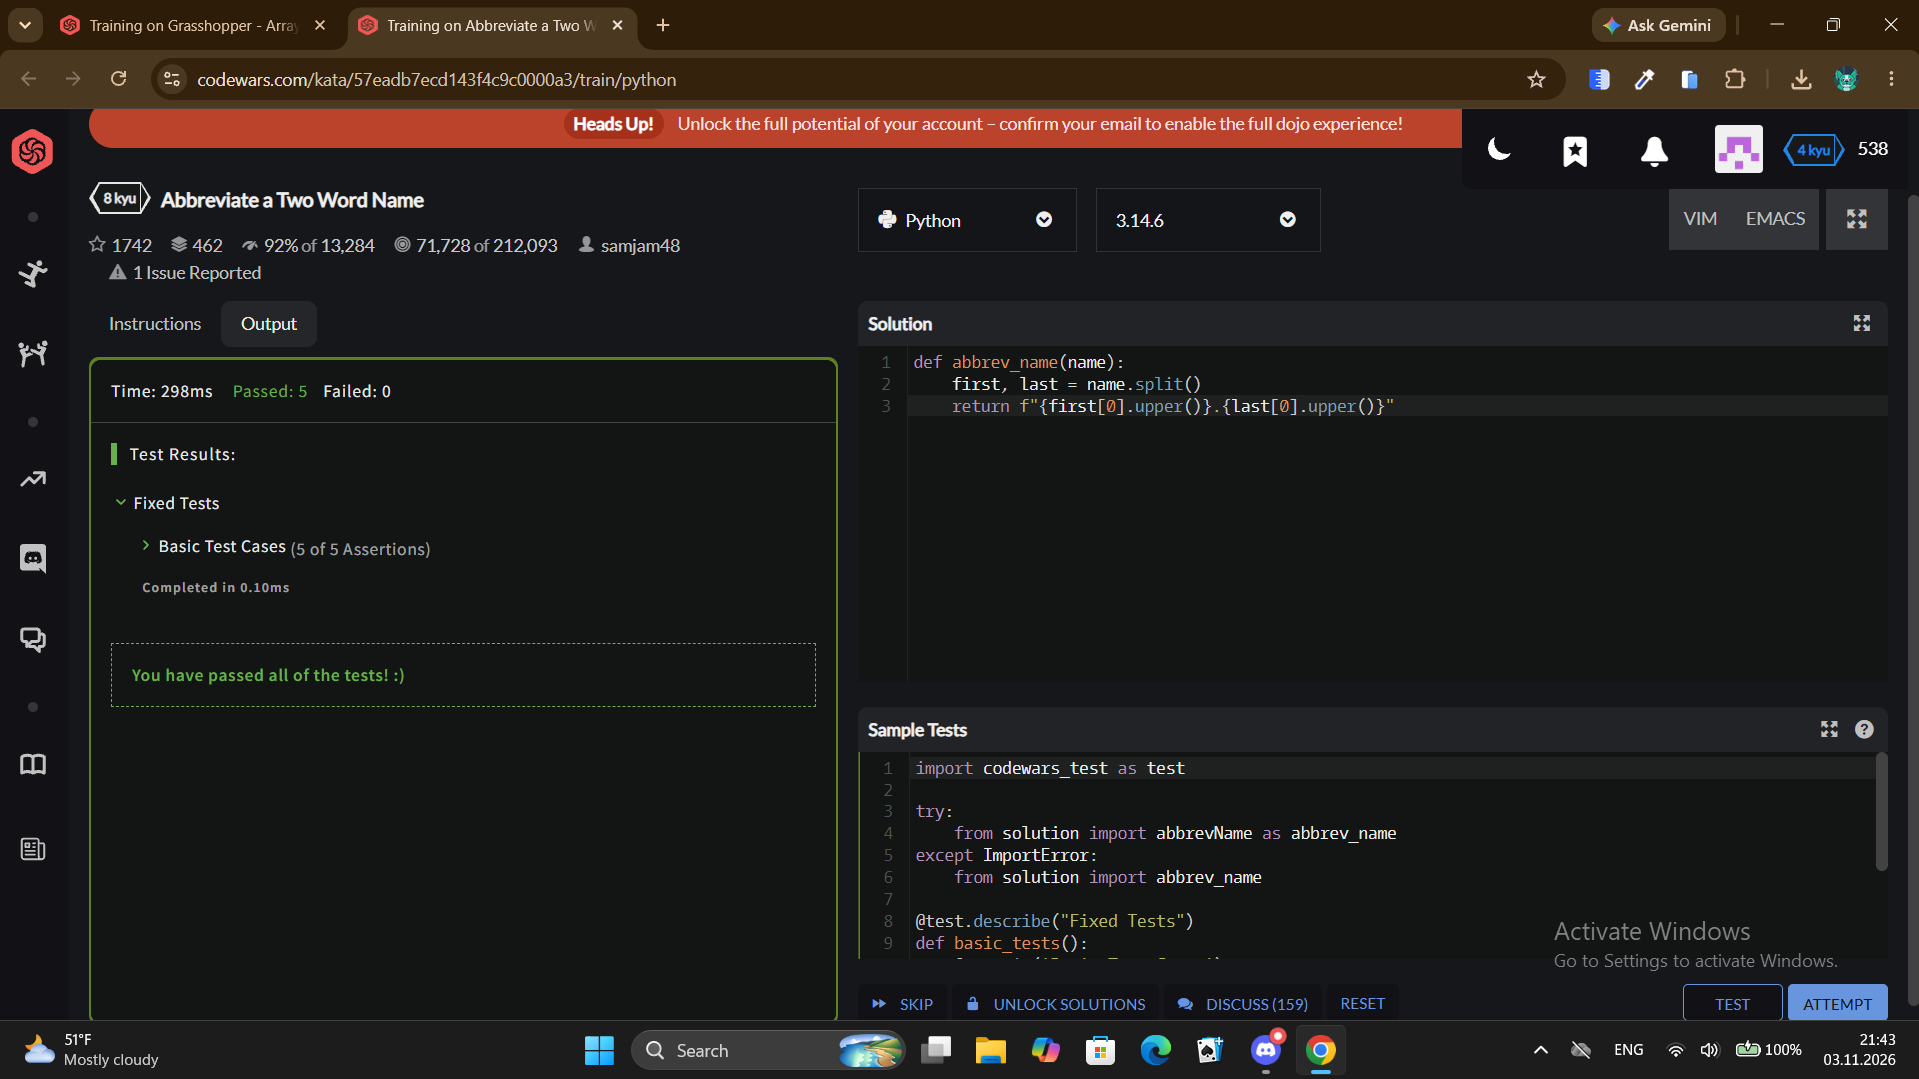 Training on Grasshopper - Array
Training on Abbreviate a Two W
Ask Gemini
codewars.com/kata/57eadb7ecd143f4c9c0000a3/train/python
Heads Up! Unlock the full potential of your account – confirm your email to enable the full dojo experience!
4 kyu 538
8 kyu Abbreviate a Two Word Name
1742 462 92% of 13,284 71,728 of 212,093 samjam48
1 Issue Reported
Python
3.14.6
VIM EMACS
Instructions Output
Time: 298ms Passed: 5 Failed: 0
Test Results:
Fixed Tests
Basic Test Cases (5 of 5 Assertions)
Completed in 0.10ms
You have passed all of the tests! :)
Solution
1 def abbrev_name(name):
2 first, last = name.split()
3 return f"{first[0].upper()}.{last[0].upper()}"
Sample Tests
1 import codewars_test as test
2
3 try:
4 from solution import abbrevName as abbrev_name
5 except ImportError:
6 from solution import abbrev_name
7
8 @test.describe("Fixed Tests")
9 def basic_tests():
Activate Windows
Go to Settings to activate Windows.
SKIP UNLOCK SOLUTIONS DISCUSS (159) RESET TEST ATTEMPT
51°F
Mostly cloudy
Search
ENG
100%
21:43
03.11.2026